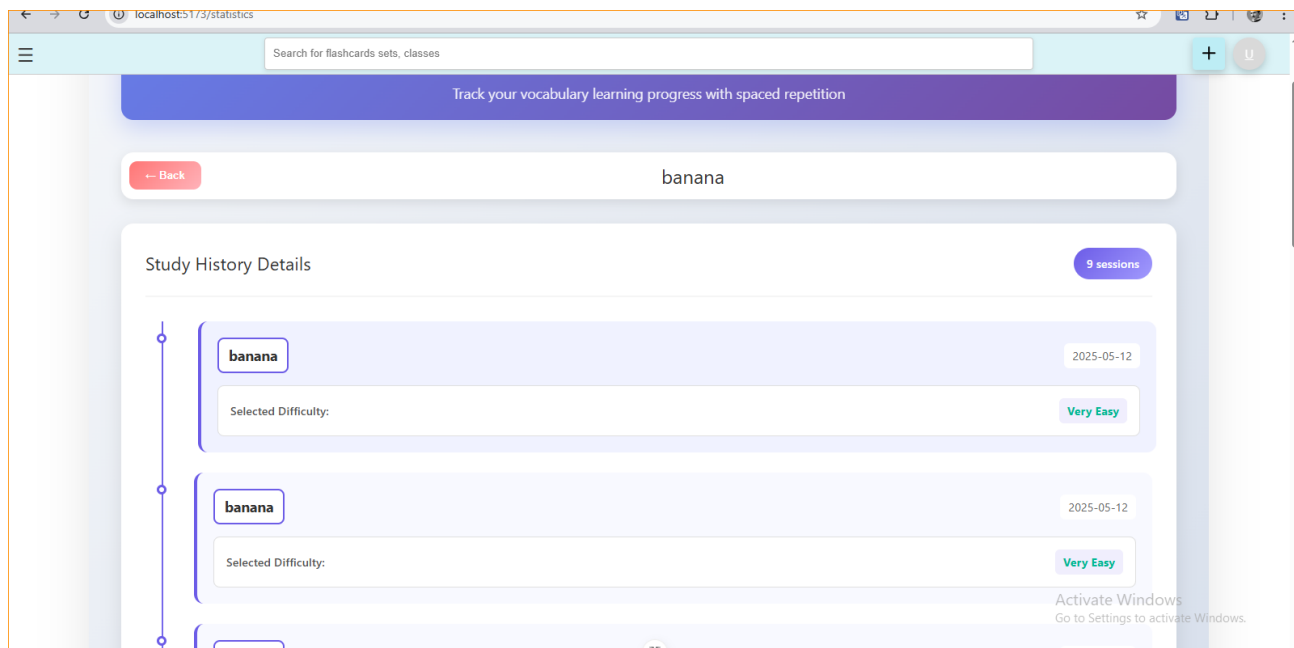 localhost:5173/statistics
Search for flashcards sets, classes
+
U
Track your vocabulary learning progress with spaced repetition
← Back
banana
Study History Details
9 sessions
banana
2025-05-12
Selected Difficulty:
Very Easy
banana
2025-05-12
Selected Difficulty:
Very Easy
Activate Windows
Go to Settings to activate Windows.